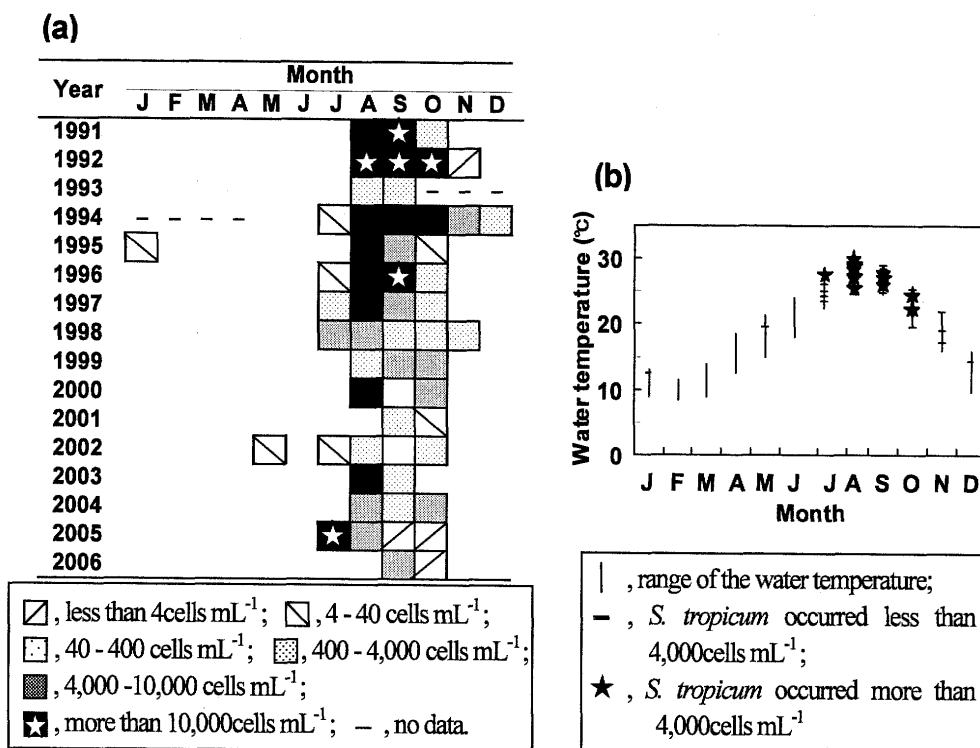 (a)
Month
Year
J F M A M J J A S O N D
1991
1992
1993 – – –
1994 – – – –
1995
1996
1997
1998
1999
2000
2001
2002
2003
2004
2005
2006
, less than 4cells mL⁻¹; , 4 - 40 cells mL⁻¹;
, 40 - 400 cells mL⁻¹; , 400 - 4,000 cells mL⁻¹;
, 4,000 -10,000 cells mL⁻¹;
, more than 10,000cells mL⁻¹; – , no data.
(b)
Water temperature (°C)
30
20
10
0
J F M A M J J A S O N D
Month
| , range of the water temperature;
– , S. tropicum occurred less than
4,000cells mL⁻¹;
★ , S. tropicum occurred more than
4,000cells mL⁻¹